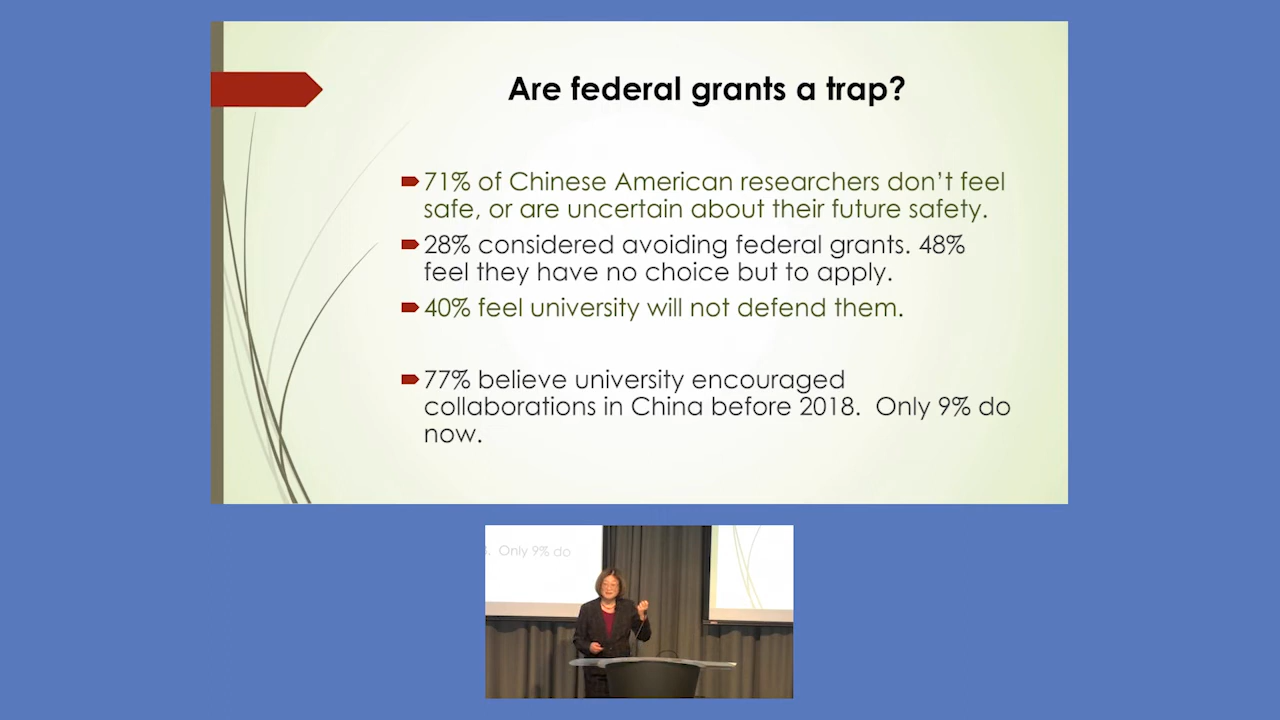 Are federal grants a trap?
71% of Chinese American researchers don't feel
safe, or are uncertain about their future safety.
28% considered avoiding federal grants. 48%
feel they have no choice but to apply.
40% feel university will not defend them.
77% believe university encouraged
collaborations in China before 2018.  Only 9% do
now.
Only 9% do